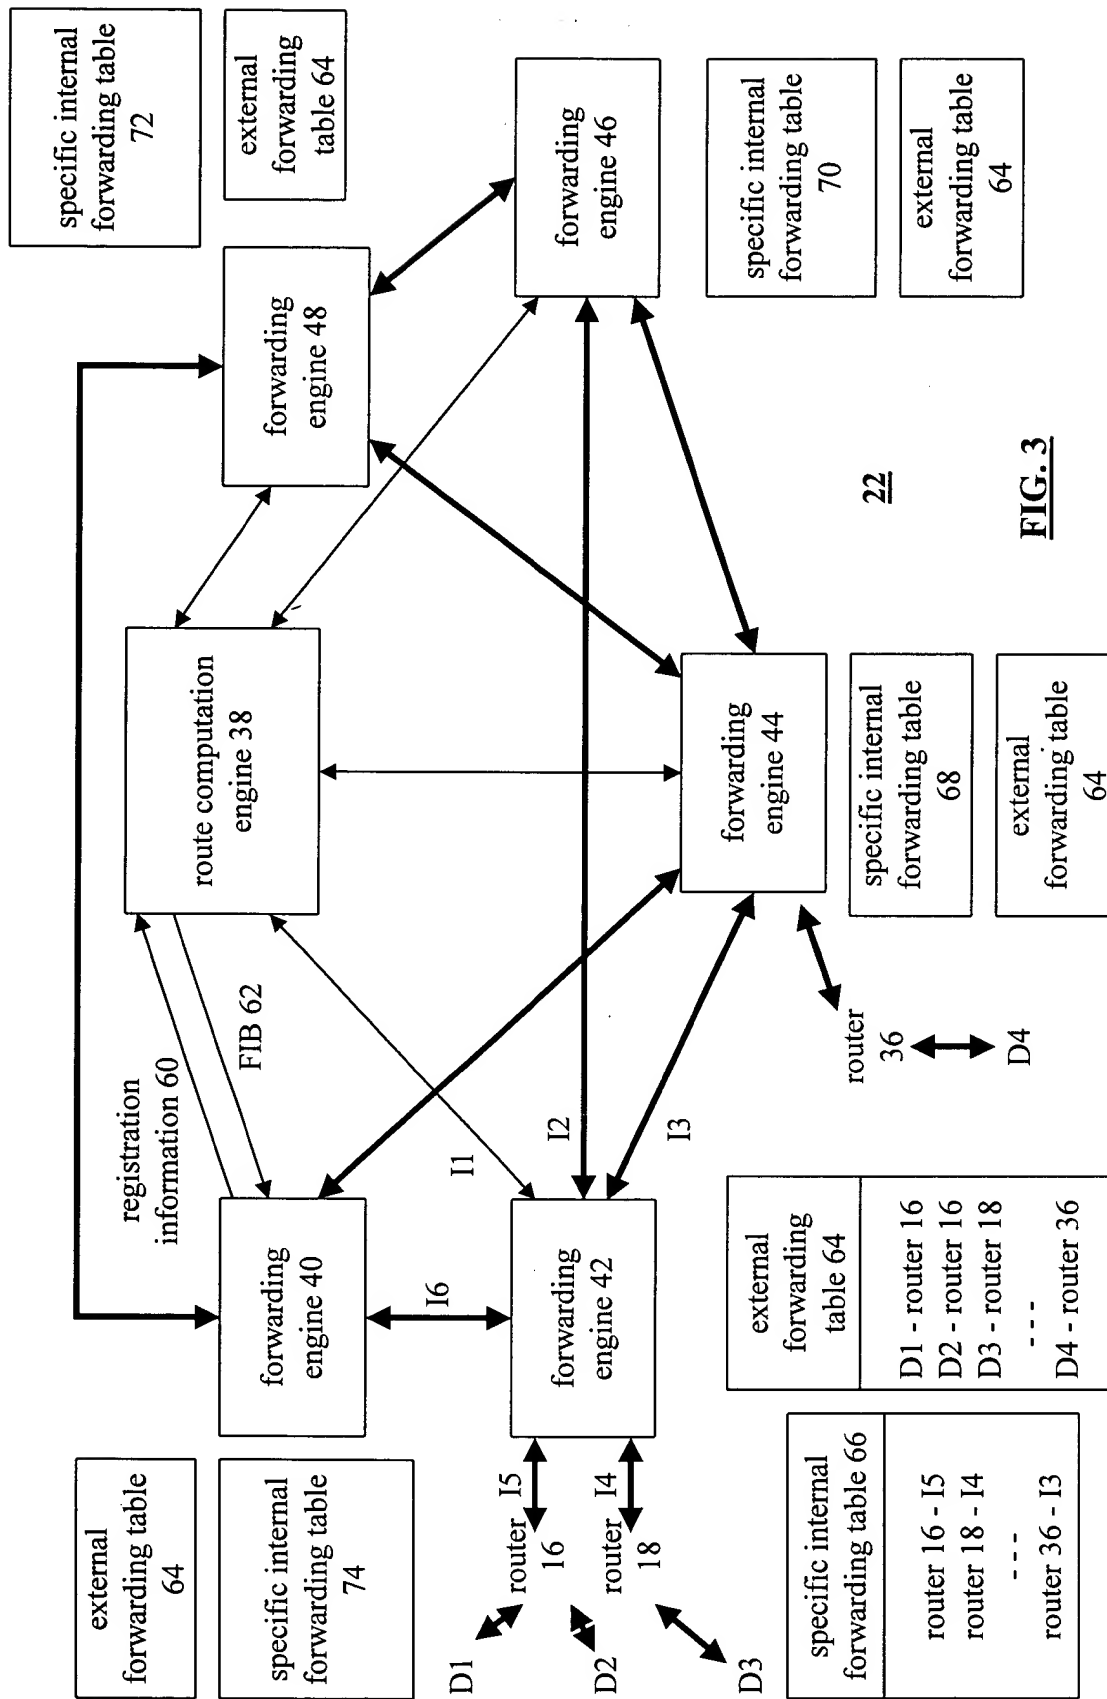 external
forwarding table
64
specific internal
forwarding table
74
forwarding
engine 40
registration
information 60
FIB 62
route computation
engine 38
forwarding
engine 48
specific internal
forwarding table
72
external
forwarding
table 64
I6
I1
forwarding
engine 42
I2
I3
I5
I4
router
16
router
18
D1
D2
D3
forwarding
engine 46
forwarding
engine 44
specific internal
forwarding table
70
external
forwarding table
64
specific internal
forwarding table
68
external
forwarding table
64
router
36
D4
specific internal
forwarding table 66
router 16 - I5
router 18 - I4
- - -
router 36 - I3
external
forwarding
table 64
D1 - router 16
D2 - router 16
D3 - router 18
- - -
D4 - router 36
22
FIG. 3